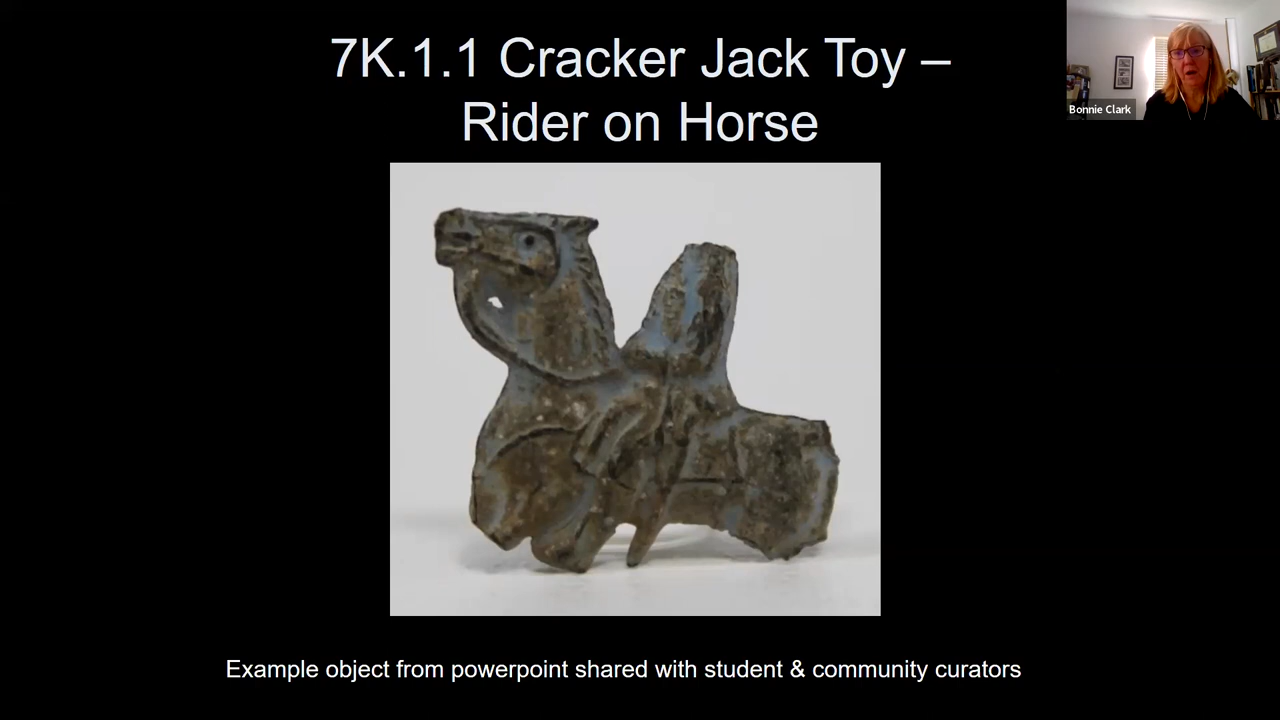 7K.1.1 Cracker Jack Toy –
Rider on Horse
Bonnie Clark
Example object from powerpoint shared with student & community curators